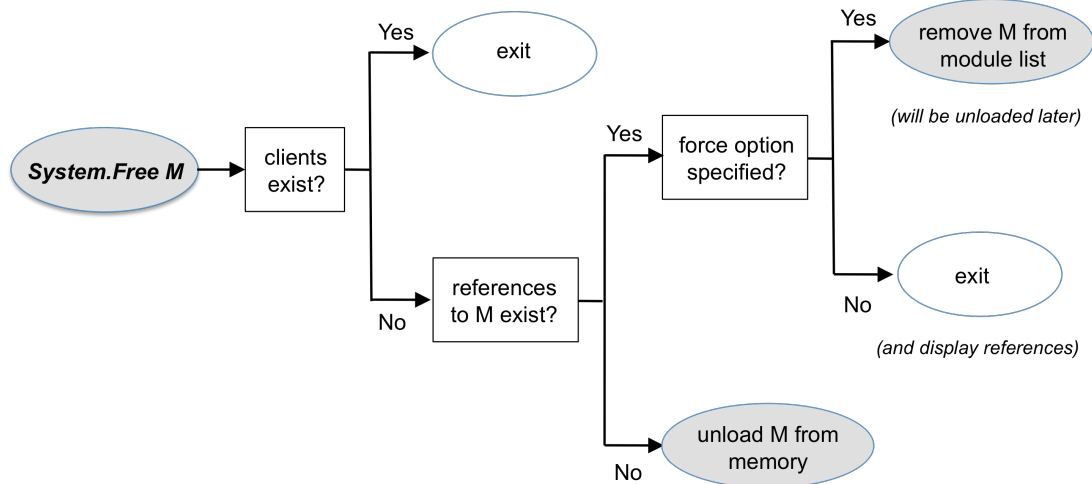 System.Free M
clients
exist?
Yes
exit
No
references
to M exist?
Yes
force option
specified?
Yes
remove M from
module list
(will be unloaded later)
No
exit
(and display references)
No
unload M from
memory